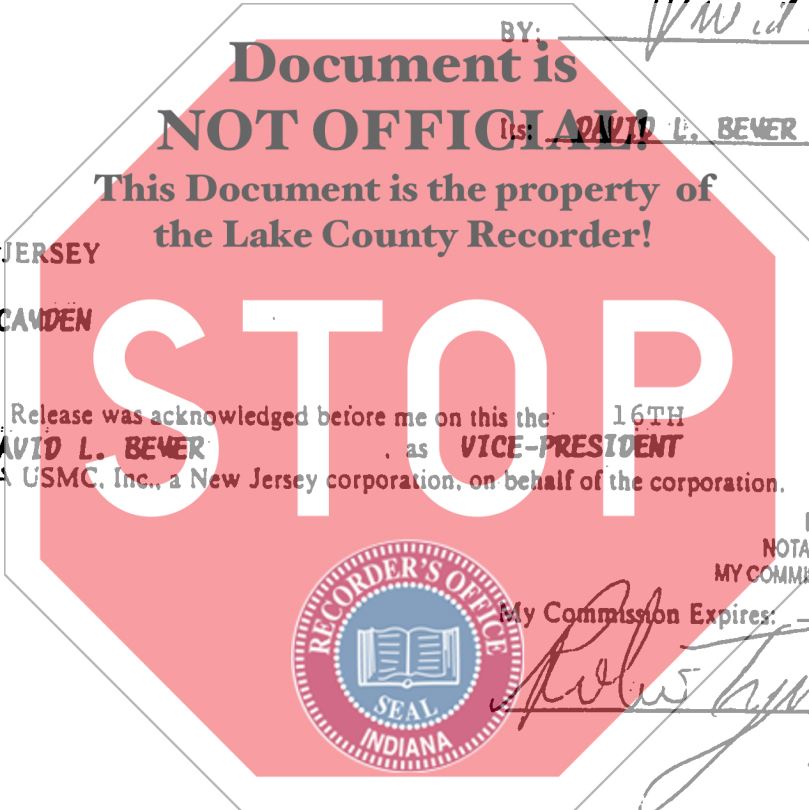 BY:
Document is
NOT OFFICIAL!
Its: DAVID L. BEVER
This Document is the property of
the Lake County Recorder!
JERSEY
CAMDEN
STOP
Release was acknowledged before me on this the 16TH
AVID L. BEVER, as VICE-PRESIDENT
A USMC, Inc., a New Jersey corporation, on behalf of the corporation.
NOTA
MY COMMI
RECORDER'S OFFICE
My Commission Expires:
SEAL
INDIANA